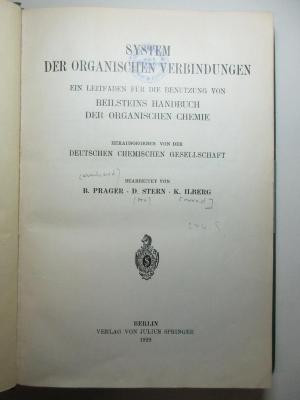 SYSTEM
DER ORGANISCHEN VERBINDUNGEN
EIN LEITFADEN FÜR DIE BENUTZUNG VON
BEILSTEINS HANDBUCH
DER ORGANISCHEN CHEMIE
HERAUSGEGEBEN VON DER
DEUTSCHEN CHEMISCHEN GESELLSCHAFT
BEARBEITET VON
B. PRAGER · D. STERN · K. ILBERG
BERLIN
VERLAG VON JULIUS SPRINGER
1929